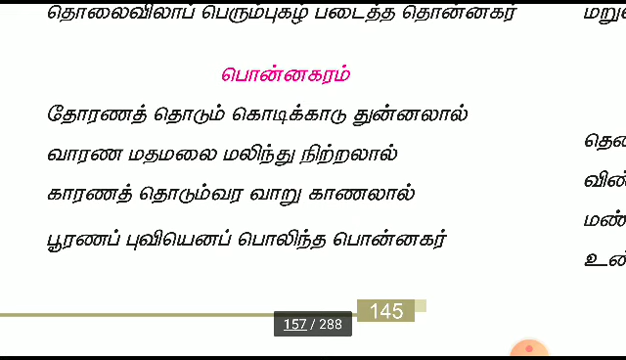 தொலைவிலாப் பெரும்புகழ் படைத்த தொன்னகர்
பொன்னகரம்
தோரணத் தொடும் கொடிக்காடு துன்னலால்
வாரண மதமலை மலிந்து நிற்றலால்
காரணத் தொடும்வர வாறு காணலால்
பூரணப் புவியெனப் பொலிந்த பொன்னகர்
145
157 / 288